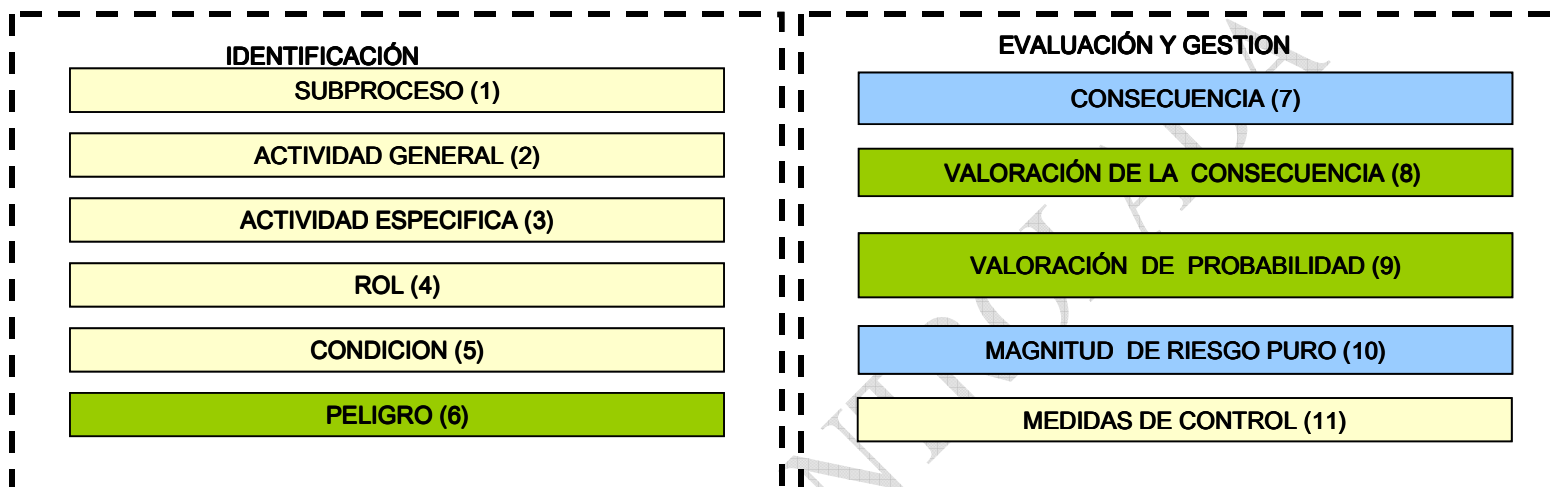 IDENTIFICACIÓN
SUBPROCESO (1)
ACTIVIDAD GENERAL (2)
ACTIVIDAD ESPECIFICA (3)
ROL (4)
CONDICION (5)
PELIGRO (6)
EVALUACIÓN Y GESTION
CONSECUENCIA (7)
VALORACIÓN DE LA CONSECUENCIA (8)
VALORACIÓN DE PROBABILIDAD (9)
MAGNITUD DE RIESGO PURO (10)
MEDIDAS DE CONTROL (11)